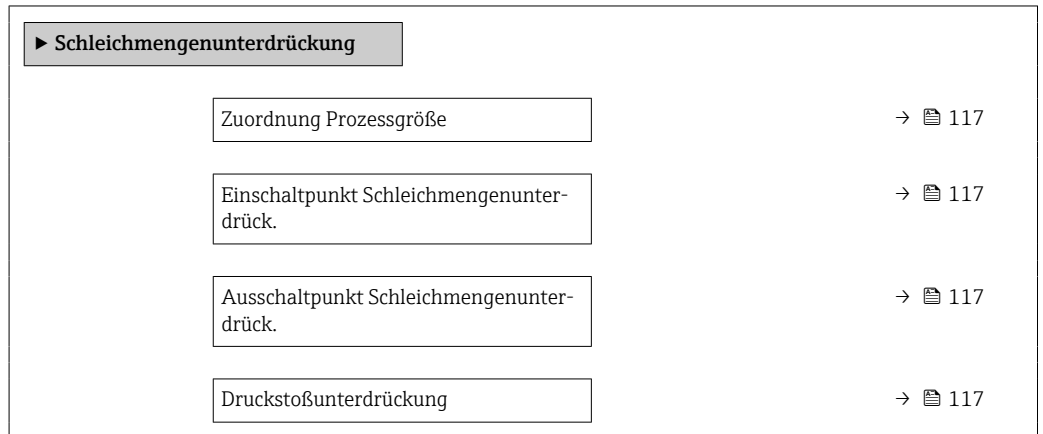 ▶ Schleichmengenunterdrückung
Zuordnung Prozessgröße → 117
Einschaltpunkt Schleichmengenunter- → 117
drück.
Ausschaltpunkt Schleichmengenunter- → 117
drück.
Druckstoßunterdrückung → 117